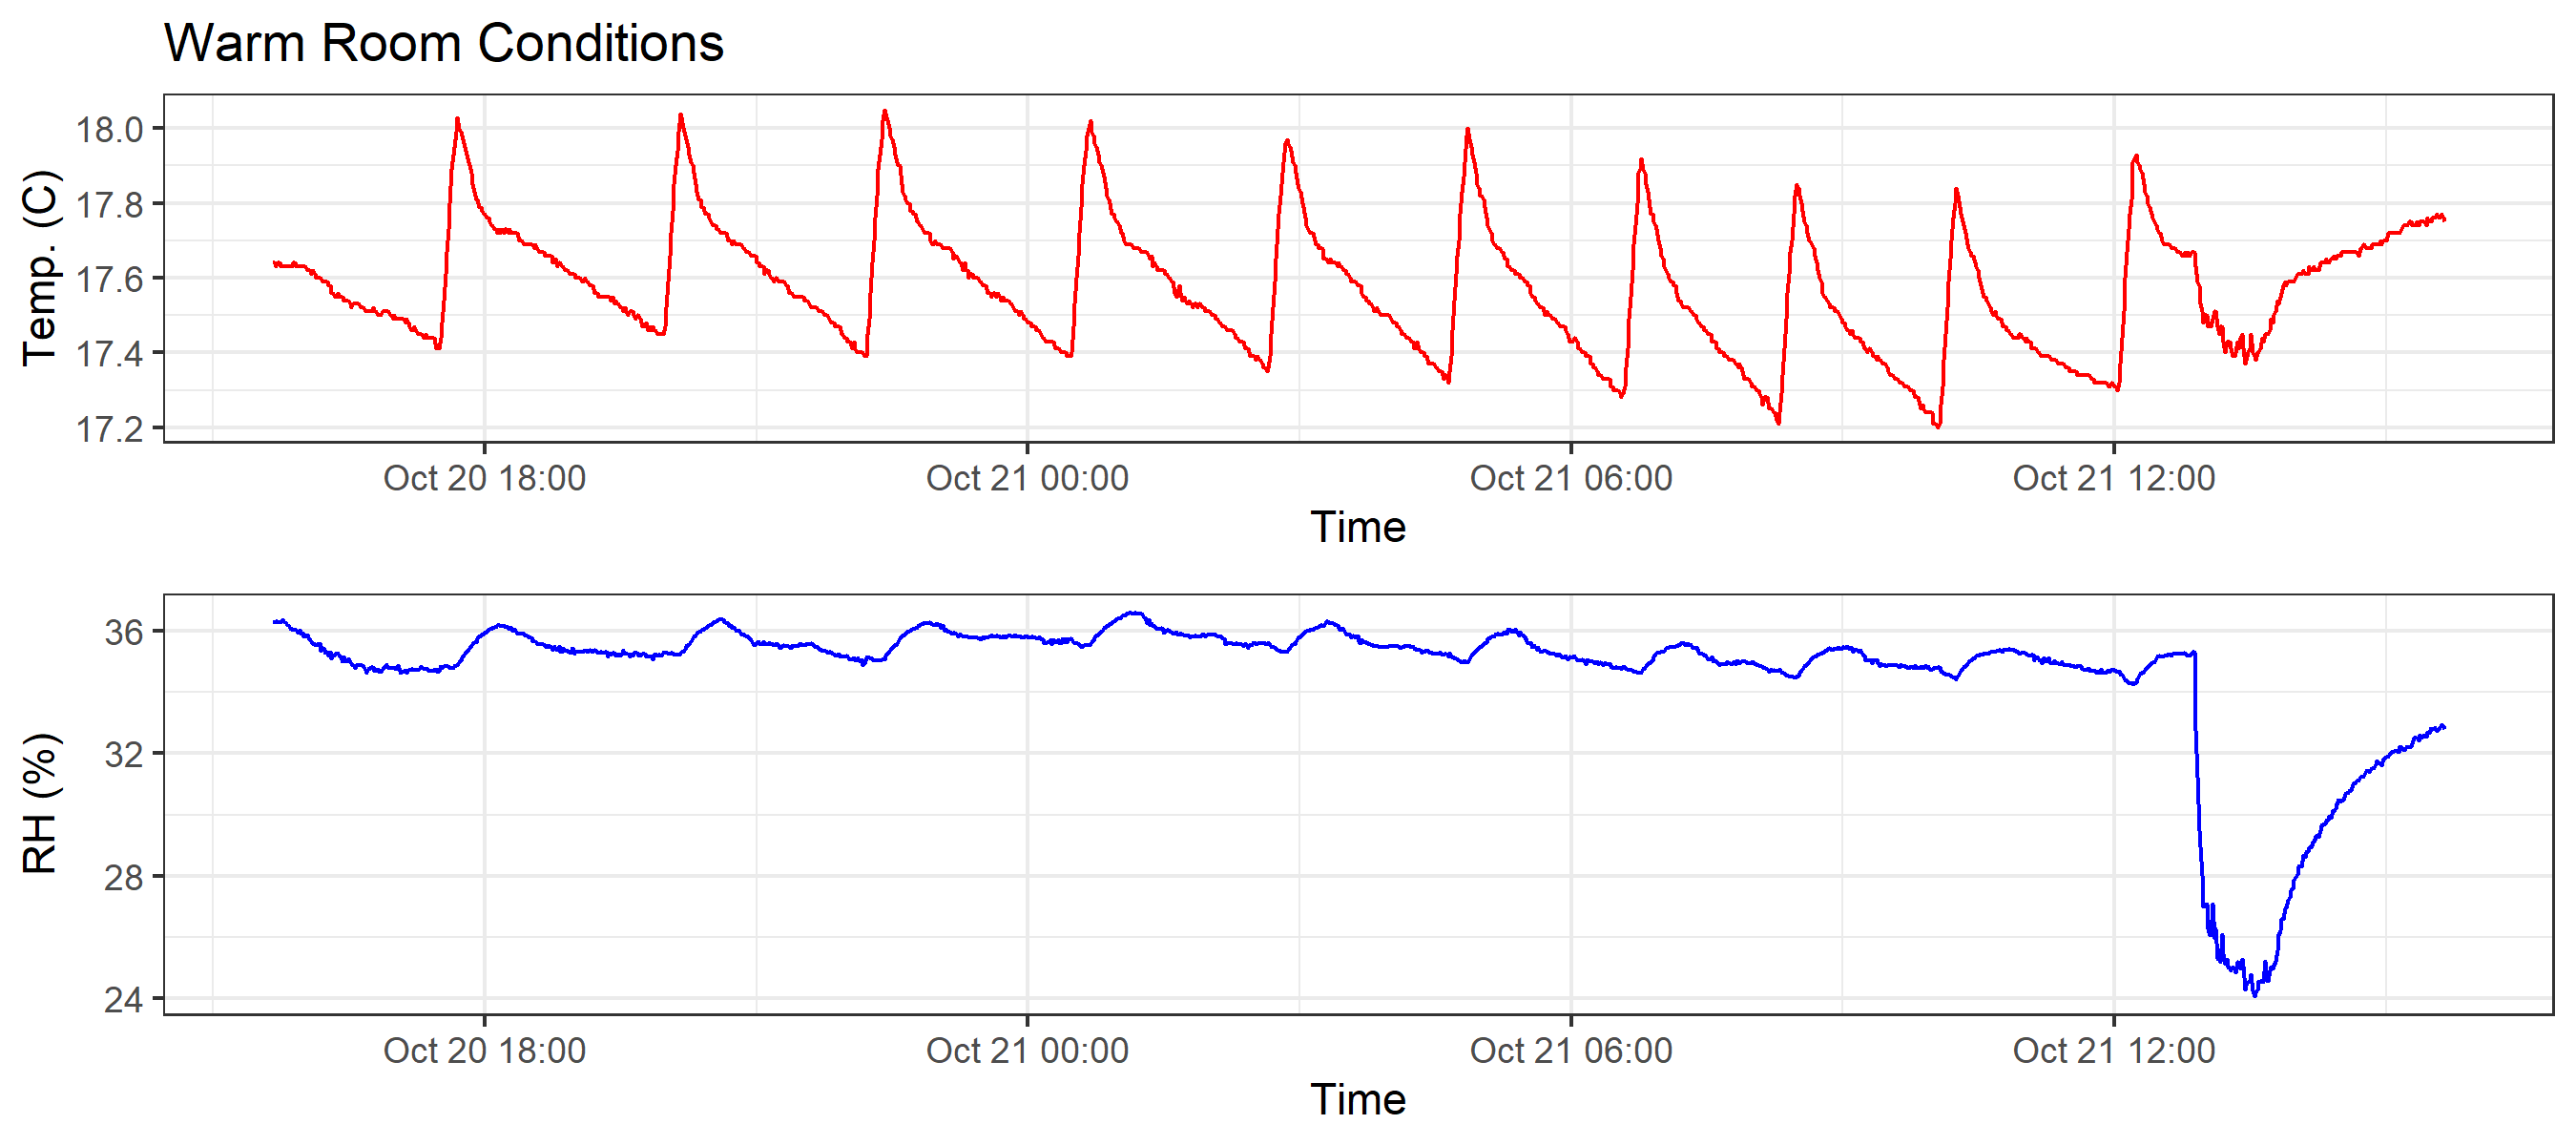 Warm Room Conditions
Temp. (C)
18.0
17.8
17.6
17.4
17.2
Oct 20 18:00 Oct 21 00:00 Oct 21 06:00 Oct 21 12:00
Time
RH (%)
36
32
28
24
Oct 20 18:00 Oct 21 00:00 Oct 21 06:00 Oct 21 12:00
Time